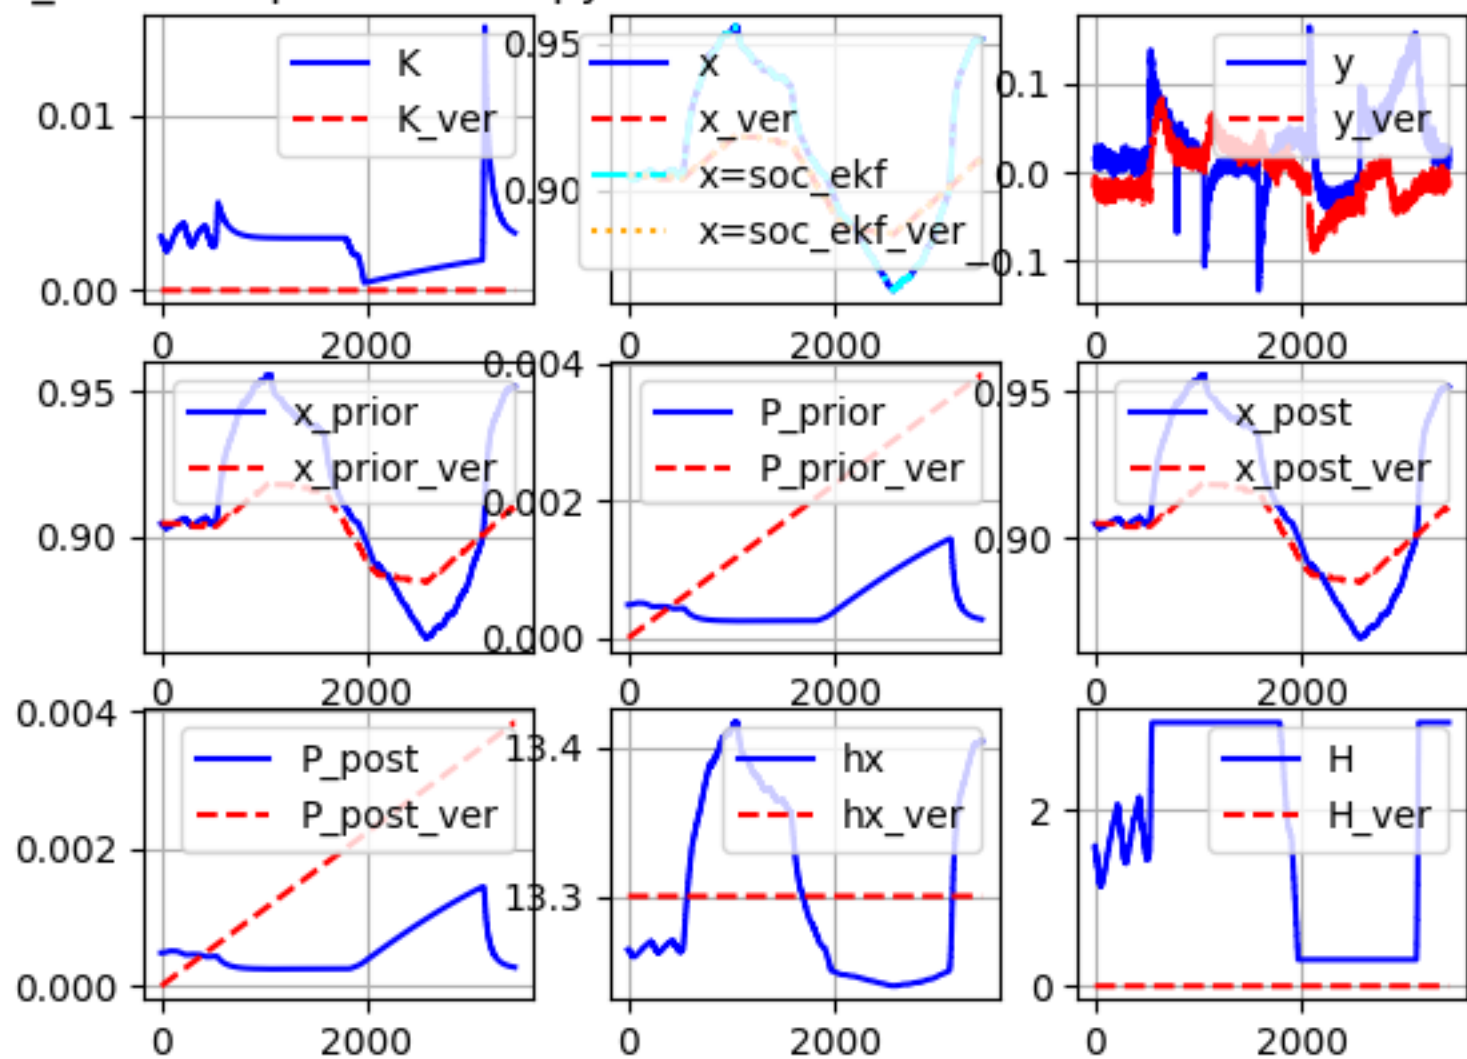 K
K_ver
0.01
0.00
0 2000
x
x_ver
x=soc_ekf
x=soc_ekf_ver
0.95
0.90
0 2000
y
y_ver
0.1
0.0
−0.1
0 2000
x_prior
x_prior_ver
0.95
0.90
0 2000
P_prior
P_prior_ver
0.004
0.002
0.000
0 2000
x_post
x_post_ver
0.95
0.90
0 2000
P_post
P_post_ver
0.004
0.002
0.000
0 2000
hx
hx_ver
13.4
13.3
0 2000
H
H_ver
2
0
0 2000